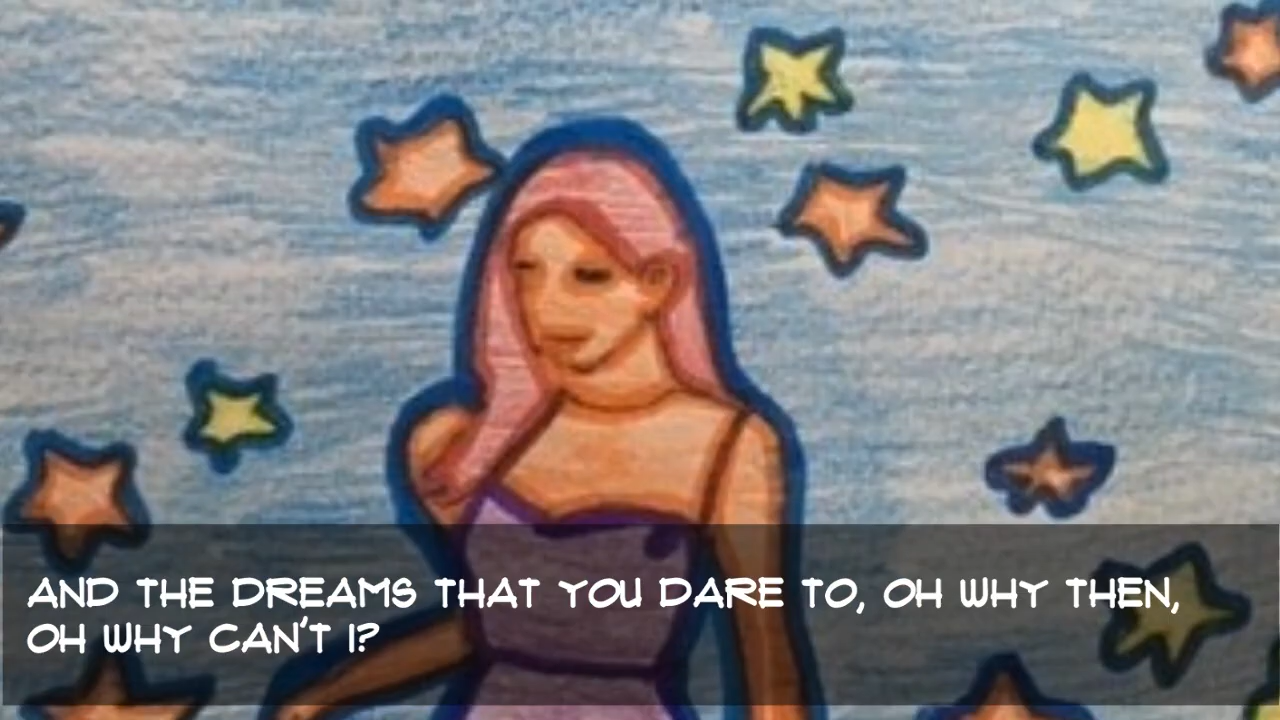 AND THE DREAMS THAT YOU DARE TO, OH WHY THEN,
OH WHY CAN'T I?